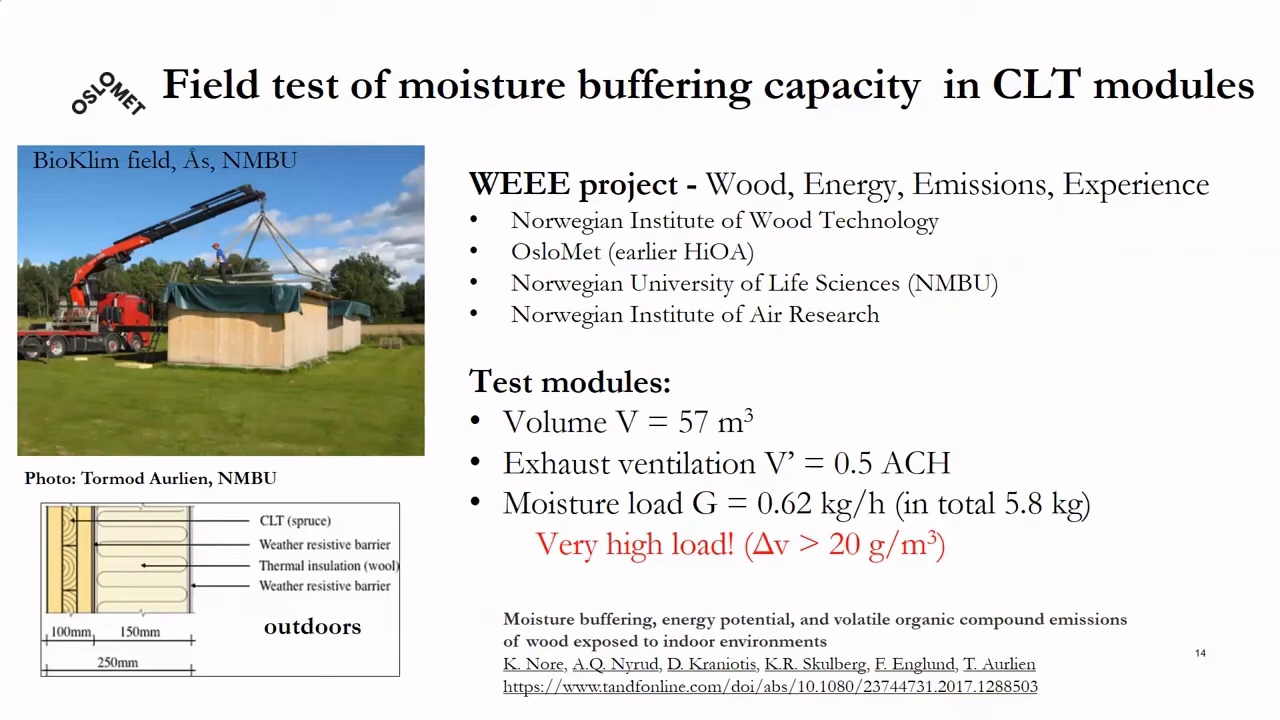 OSLOMET
Field test of moisture buffering capacity in CLT modules
BioKlim field, Ås, NMBU
Photo: Tormod Aurlien, NMBU
CLT (spruce)
Weather resistive barrier
Thermal insulation (wool)
Weather resistive barrier
outdoors
100mm 150mm
250mm
WEEE project - Wood, Energy, Emissions, Experience
• Norwegian Institute of Wood Technology
• OsloMet (earlier HiOA)
• Norwegian University of Life Sciences (NMBU)
• Norwegian Institute of Air Research
Test modules:
• Volume V = 57 m³
• Exhaust ventilation V’ = 0.5 ACH
• Moisture load G = 0.62 kg/h (in total 5.8 kg)
Very high load! (Δv > 20 g/m³)
Moisture buffering, energy potential, and volatile organic compound emissions
of wood exposed to indoor environments
K. Nore, A.Q. Nyrud, D. Kraniotis, K.R. Skulberg, F. Englund, T. Aurlien
https://www.tandfonline.com/doi/abs/10.1080/23744731.2017.1288503
14